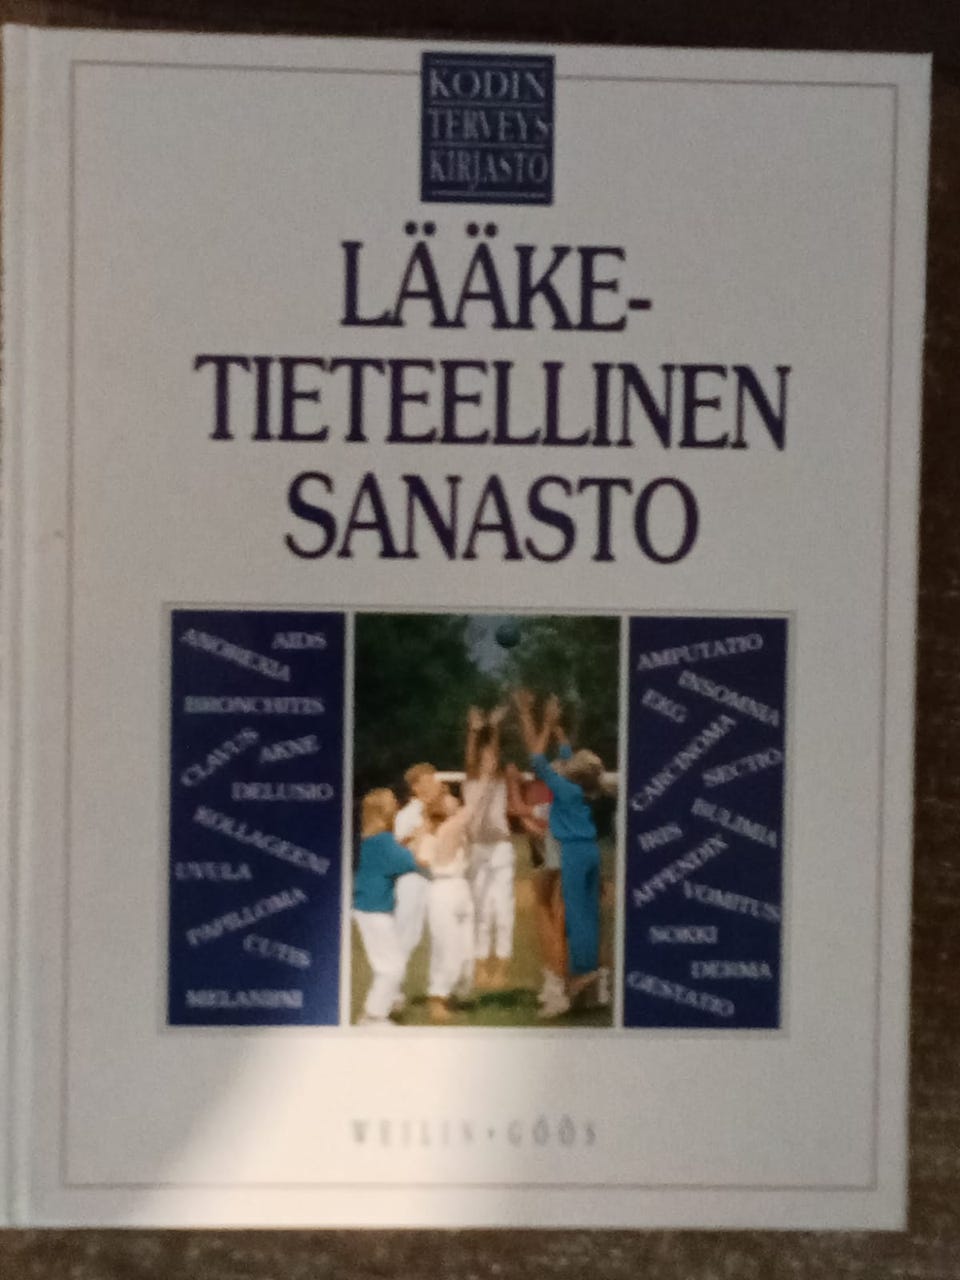 KODIN
TERVEYS
KIRJASTO
LÄÄKE-
TIETEELLINEN
SANASTO
AIDS
ANOREXIA
BRONCHITIS
CLAVUS
AKNE
DELUSIO
KOLLAGEENI
UVULA
PAPILLOMA
CUTIS
MELANIINI
AMPUTATIO
INSOMNIA
EKG
CARCINOMA
SECTIO
BULIMIA
IRIS
APPENDIX
VOMITUS
SOKKI
DERMA
GESTATIO
WEILIN+GÖÖS